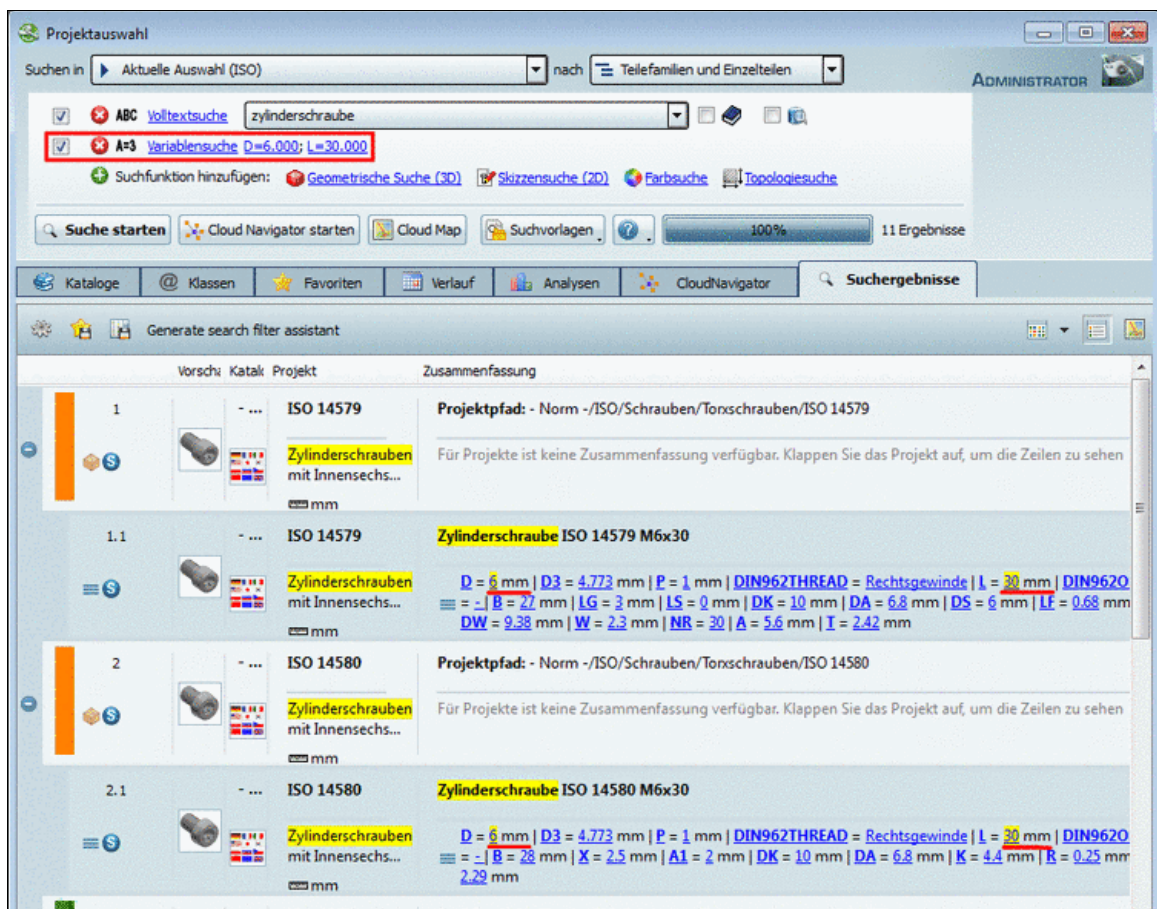 Projektauswahl
Suchen in Aktuelle Auswahl (ISO) nach Teilefamilien und Einzelteilen
ADMINISTRATOR
ABC Volltextsuche zylinderschraube
A=3 Variablensuche D=6.000; L=30.000
Suchfunktion hinzufügen: Geometrische Suche (3D) Skizzensuche (2D) Farbsuche Topologiesuche
Suche starten Cloud Navigator starten Cloud Map Suchvorlagen 100% 11 Ergebnisse
Kataloge Klassen Favoriten Verlauf Analysen CloudNavigator Suchergebnisse
Generate search filter assistant
Vorscha Katalc Projekt Zusammenfassung
1 - ... ISO 14579 Projektpfad: - Norm -/ISO/Schrauben/Torxschrauben/ISO 14579
Zylinderschrauben Für Projekte ist keine Zusammenfassung verfügbar. Klappen Sie das Projekt auf, um die Zeilen zu sehen
mit Innensechs...
mm
1.1 - ... ISO 14579 Zylinderschraube ISO 14579 M6x30
Zylinderschrauben D = 6 mm | D3 = 4.773 mm | P = 1 mm | DIN962THREAD = Rechtsgewinde | L = 30 mm | DIN962O
mit Innensechs... = - | B = 27 mm | LG = 3 mm | LS = 0 mm | DK = 10 mm | DA = 6.8 mm | DS = 6 mm | LF = 0.68 mm
DW = 9.38 mm | W = 2.3 mm | NR = 30 | A = 5.6 mm | T = 2.42 mm
mm
2 - ... ISO 14580 Projektpfad: - Norm -/ISO/Schrauben/Torxschrauben/ISO 14580
Zylinderschrauben Für Projekte ist keine Zusammenfassung verfügbar. Klappen Sie das Projekt auf, um die Zeilen zu sehen
mit Innensechs...
mm
2.1 - ... ISO 14580 Zylinderschraube ISO 14580 M6x30
Zylinderschrauben D = 6 mm | D3 = 4.773 mm | P = 1 mm | DIN962THREAD = Rechtsgewinde | L = 30 mm | DIN962O
mit Innensechs... = - | B = 28 mm | X = 2.5 mm | A1 = 2 mm | DK = 10 mm | DA = 6.8 mm | K = 4.4 mm | R = 0.25 mm
2.29 mm
mm